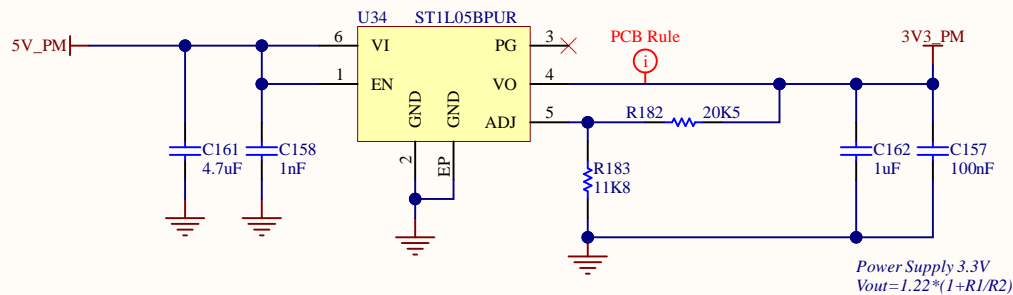 U34 ST1L05BPUR
5V_PM
6 VI
PG 3
PCB Rule
i
3V3_PM
1 EN
VO 4
GND
GND
ADJ 5
R182 20K5
2
EP
C161
4.7uF
C158
1nF
R183
11K8
C162
1uF
C157
100nF
Power Supply 3.3V
Vout=1.22*(1+R1/R2)